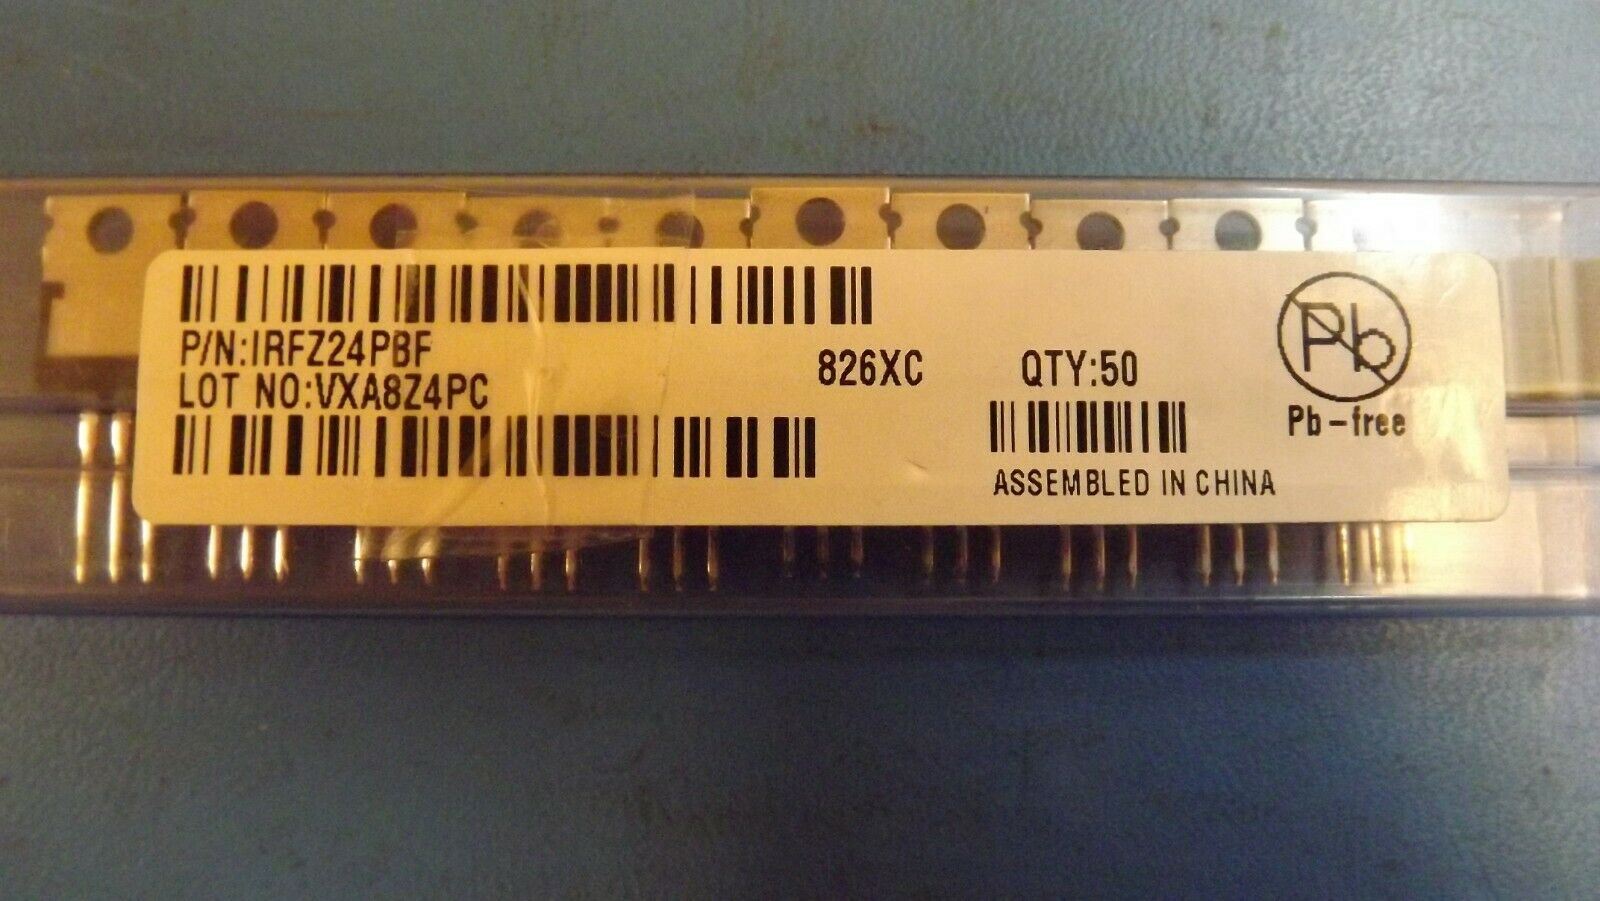 P/N:IRFZ24PBF
LOT NO:VXA8Z4PC
826XC
QTY:50
ASSEMBLED IN CHINA
Pb
Pb-free